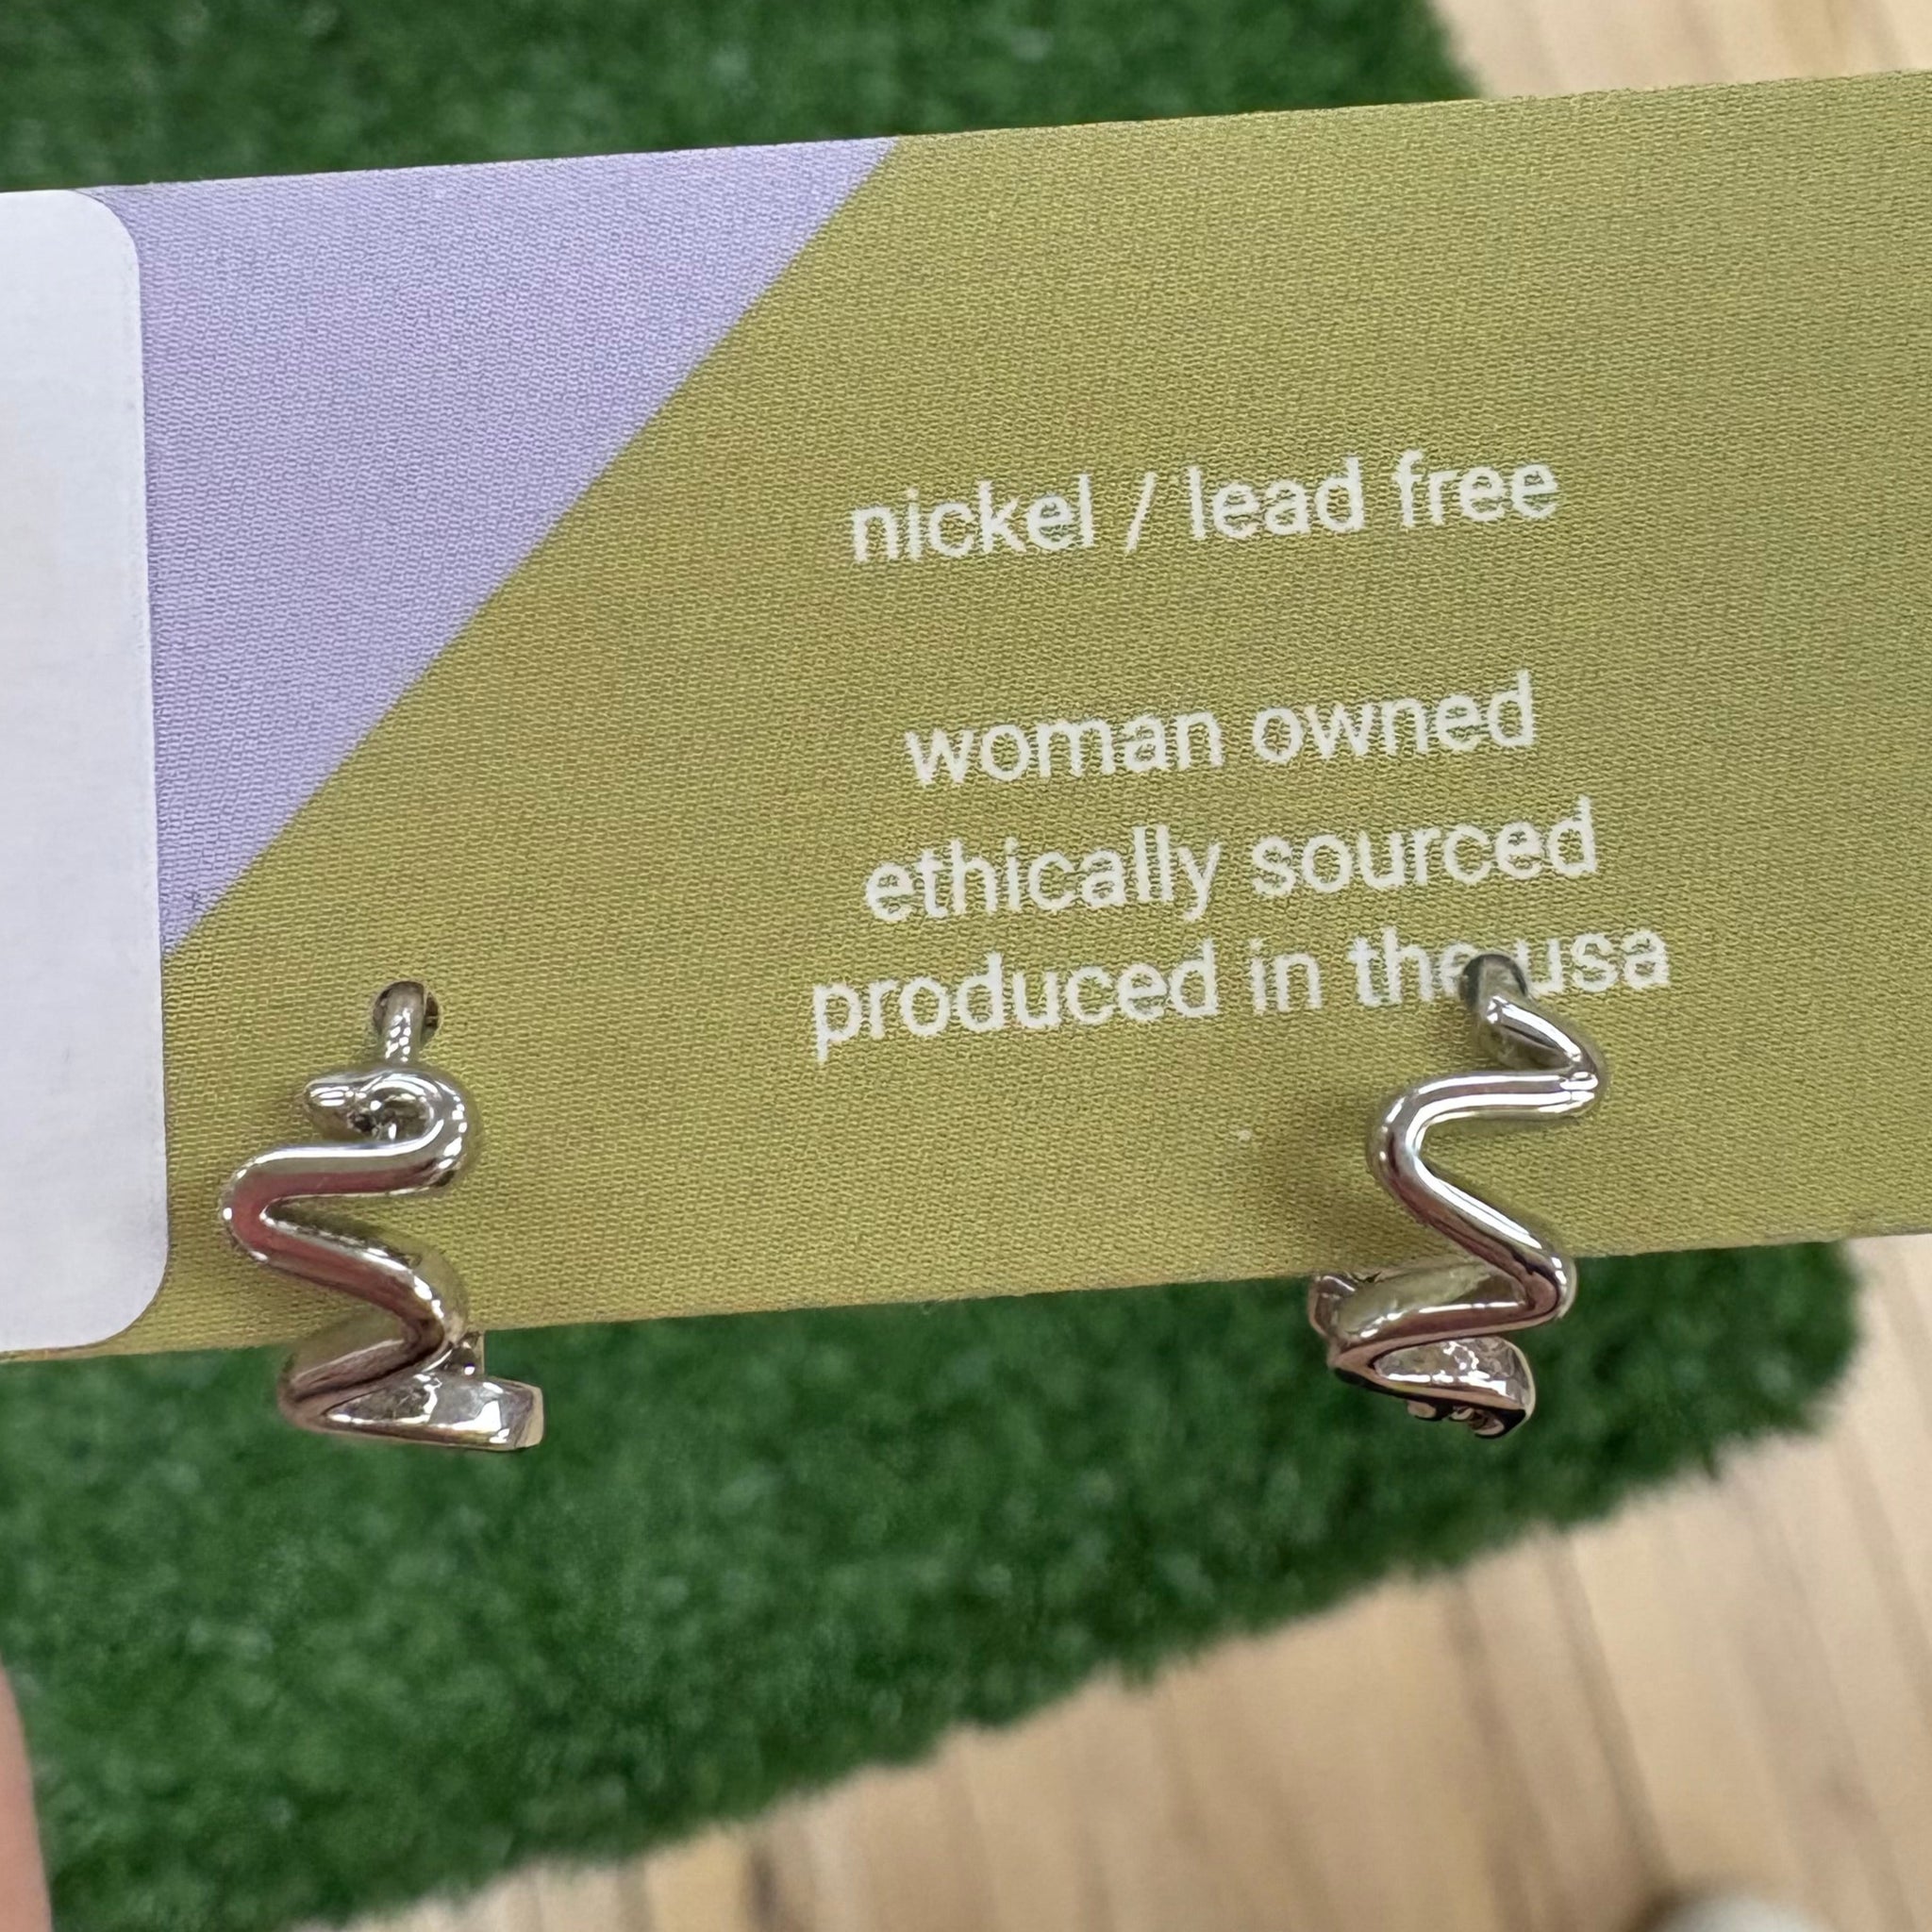 nickel / lead free
woman owned
ethically sourced
produced in the usa